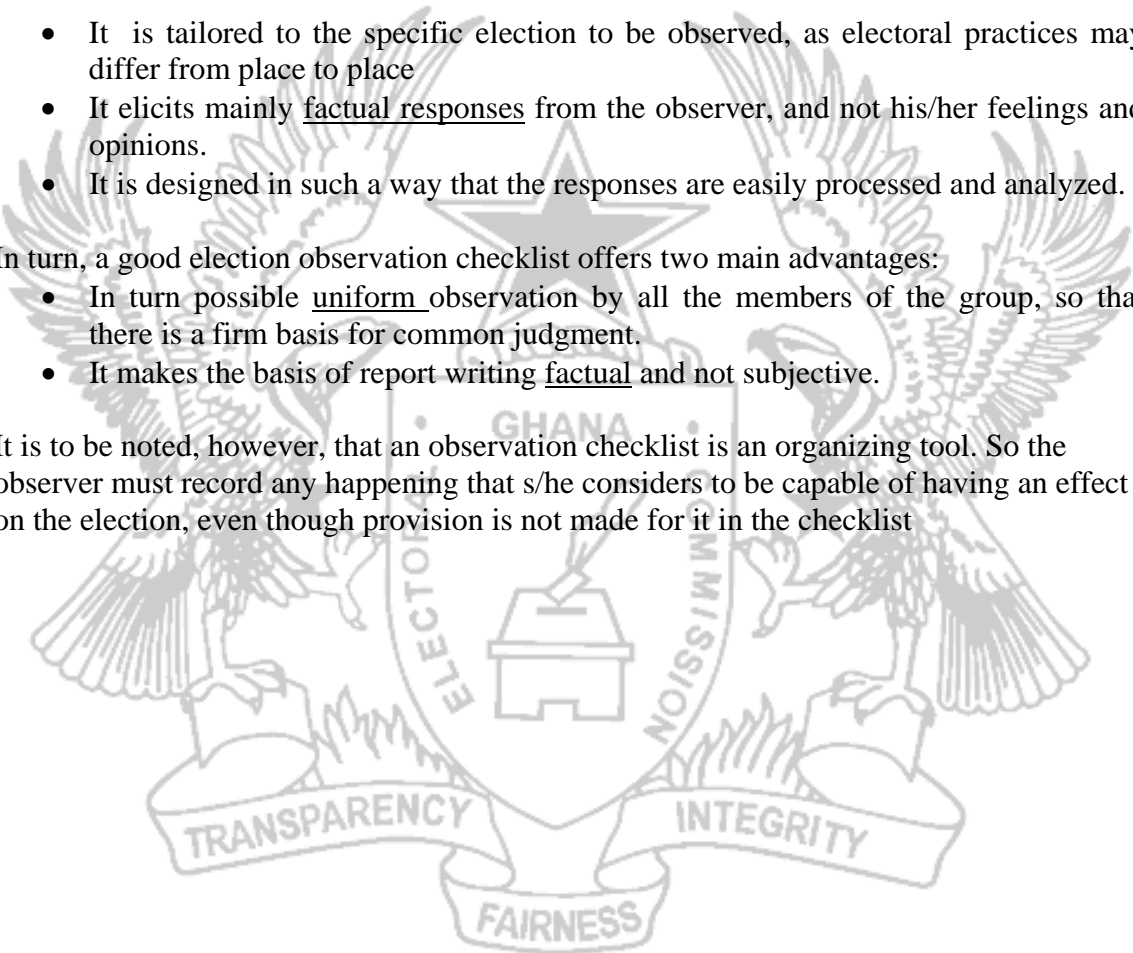 • It is tailored to the specific election to be observed, as electoral practices may
differ from place to place
• It elicits mainly factual responses from the observer, and not his/her feelings and
opinions.
• It is designed in such a way that the responses are easily processed and analyzed.
In turn, a good election observation checklist offers two main advantages:
• In turn possible uniform observation by all the members of the group, so that
there is a firm basis for common judgment.
• It makes the basis of report writing factual and not subjective.
It is to be noted, however, that an observation checklist is an organizing tool. So the
observer must record any happening that s/he considers to be capable of having an effect
on the election, even though provision is not made for it in the checklist
GHANA
ELECTORAL COMMISSION
TRANSPARENCY
INTEGRITY
FAIRNESS